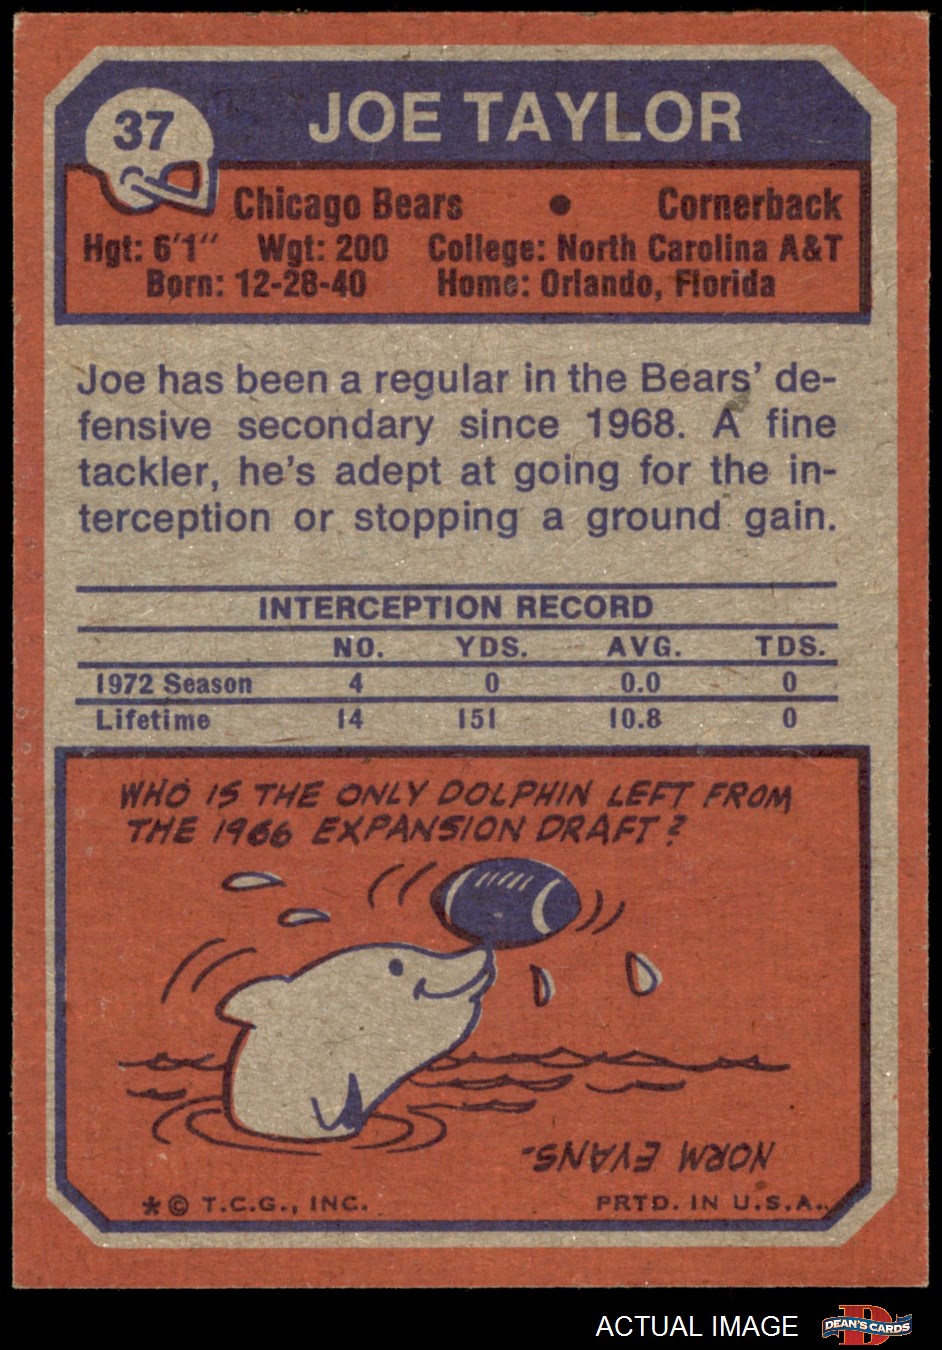 37
JOE TAYLOR
Chicago Bears • Cornerback
Hgt: 6'1" Wgt: 200 College: North Carolina A&T
Born: 12-28-40 Home: Orlando, Florida
Joe has been a regular in the Bears' de-
fensive secondary since 1968. A fine
tackler, he's adept at going for the in-
terception or stopping a ground gain.
INTERCEPTION RECORD
NO. YDS. AVG. TDS.
1972 Season 4 0 0.0 0
Lifetime 14 151 10.8 0
WHO IS THE ONLY DOLPHIN LEFT FROM
THE 1966 EXPANSION DRAFT?
NORM EVANS.
* © T.C.G., INC. PRTD. IN U.S.A.
ACTUAL IMAGE
D
DEAN'S CARDS